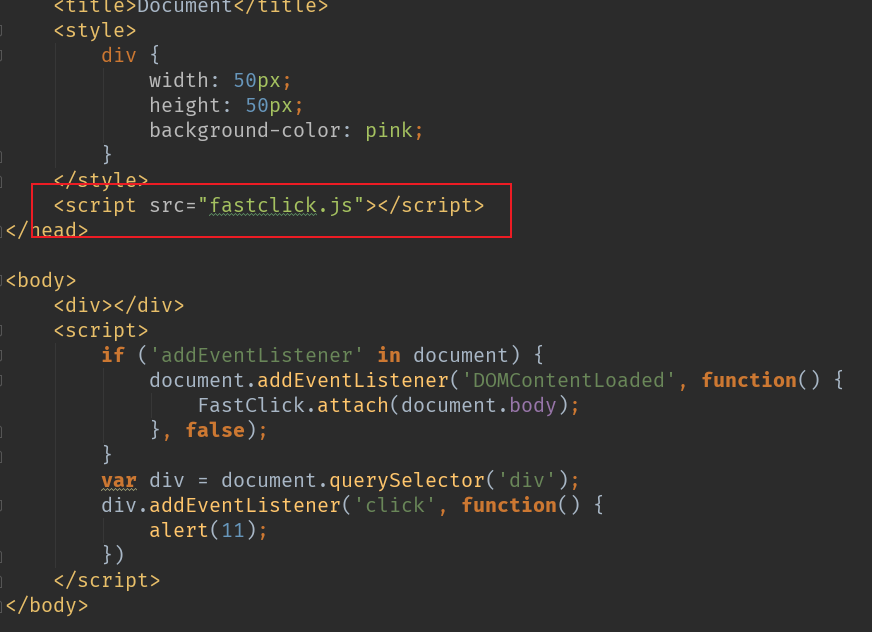 <title>Document</title>
<style>
div {
width: 50px;
height: 50px;
background-color: pink;
}
</style>
<script src="fastclick.js"></script>
</head>
<body>
<div></div>
<script>
if ('addEventListener' in document) {
document.addEventListener('DOMContentLoaded', function() {
FastClick.attach(document.body);
}, false);
}
var div = document.querySelector('div');
div.addEventListener('click', function() {
alert(11);
})
</script>
</body>